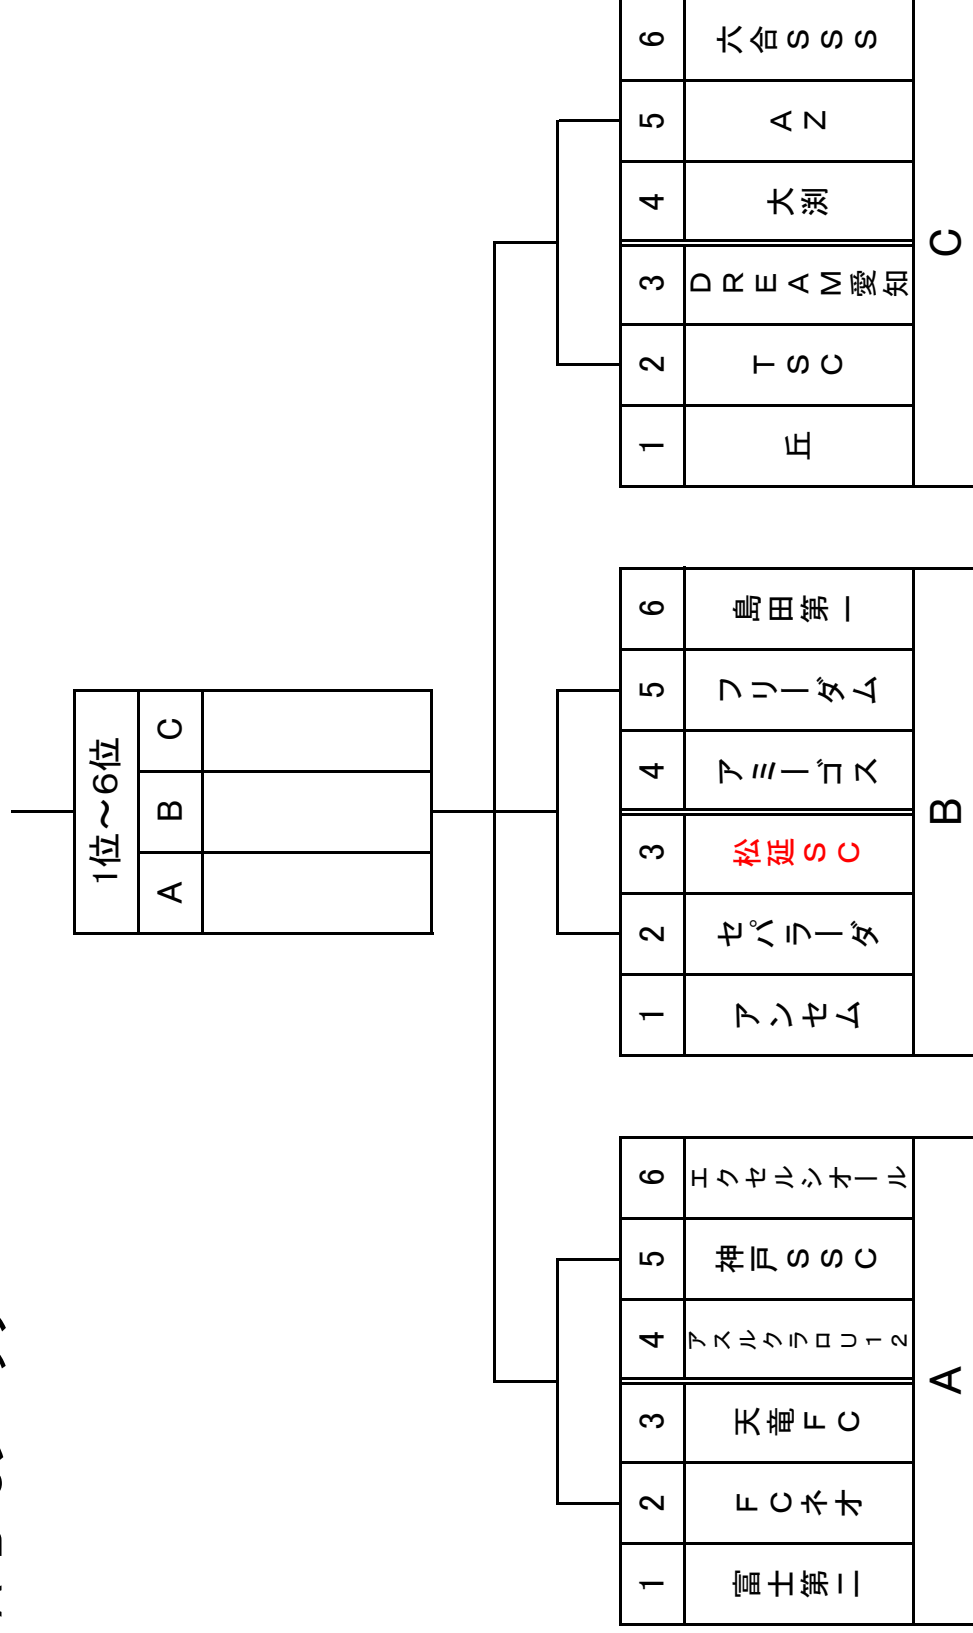 1位～6位
A B C
1 2 3 4 5 6
富士第二
ＦＣネオ
天竜ＦＣ
アスルクラロＵ１２
神戸ＳＳＣ
エクセルシオール
A
1 2 3 4 5 6
アンセム
セパラーダ
松延ＳＣ
アミーゴス
フリーダム
島田第一
B
1 2 3 4 5 6
丘
ＴＳＣ
ＤＲＥＡＭ愛知
大渕
ＡＺ
六合ＳＳＳ
C